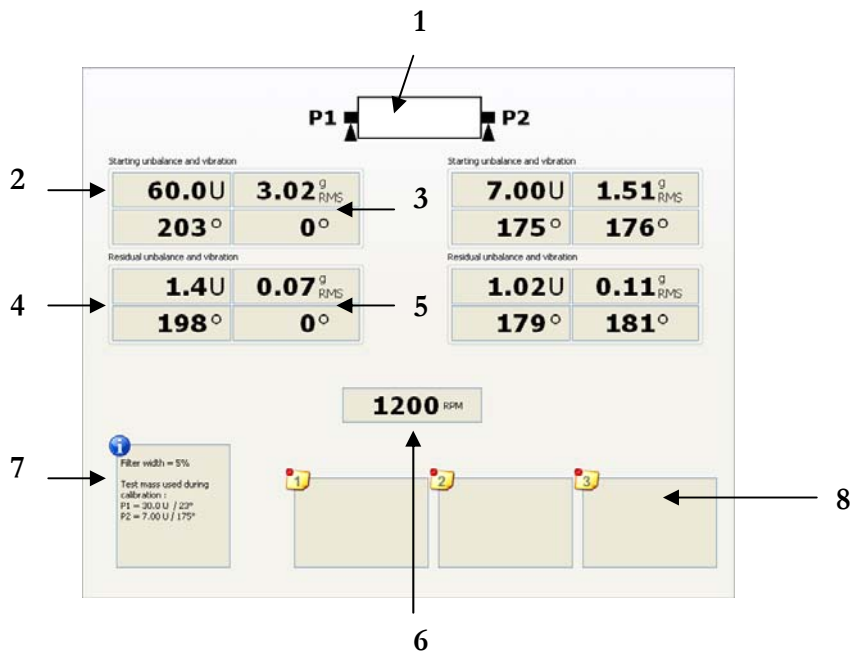 1
P1 P2
Starting unbalance and vibration Starting unbalance and vibration
2 60.0U 3.02 g RMS 3 7.00U 1.51 g RMS
203° 0° 175° 176°
Residual unbalance and vibration Residual unbalance and vibration
4 1.4U 0.07 g RMS 5 1.02U 0.11 g RMS
198° 0° 179° 181°
1200 RPM
7 Filter width = 5%
Test mass used during
calibration :
P1 = 30.0 U / 23°
P2 = 7.00 U / 175°
1 2 3
8
6